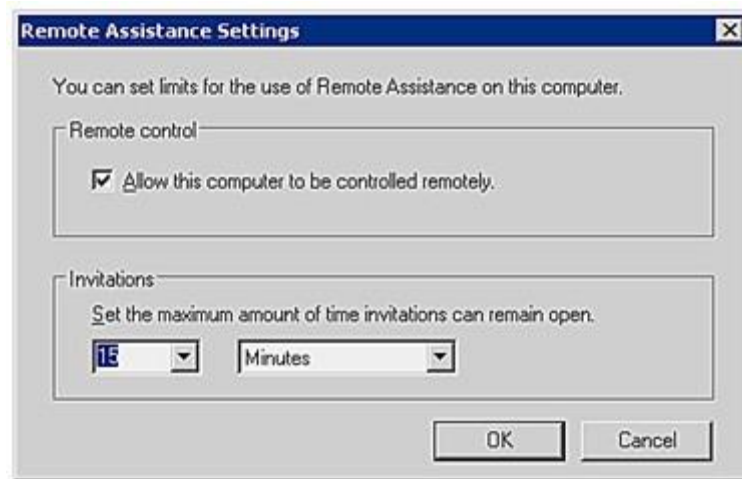 Remote Assistance Settings
You can set limits for the use of Remote Assistance on this computer.
Remote control
Allow this computer to be controlled remotely.
Invitations
Set the maximum amount of time invitations can remain open.
15 Minutes
OK Cancel